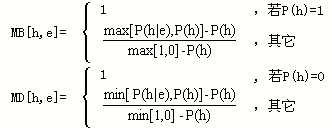 MB[h,e]=
1 ，若P(h)=1
max[P(h|e),P(h)]-P(h)
max[1,0]-P(h)
，其它
MD[h,e]=
1 ，若P(h)=0
min[P(h|e),P(h)]-P(h)
min[1,0]-P(h)
，其它